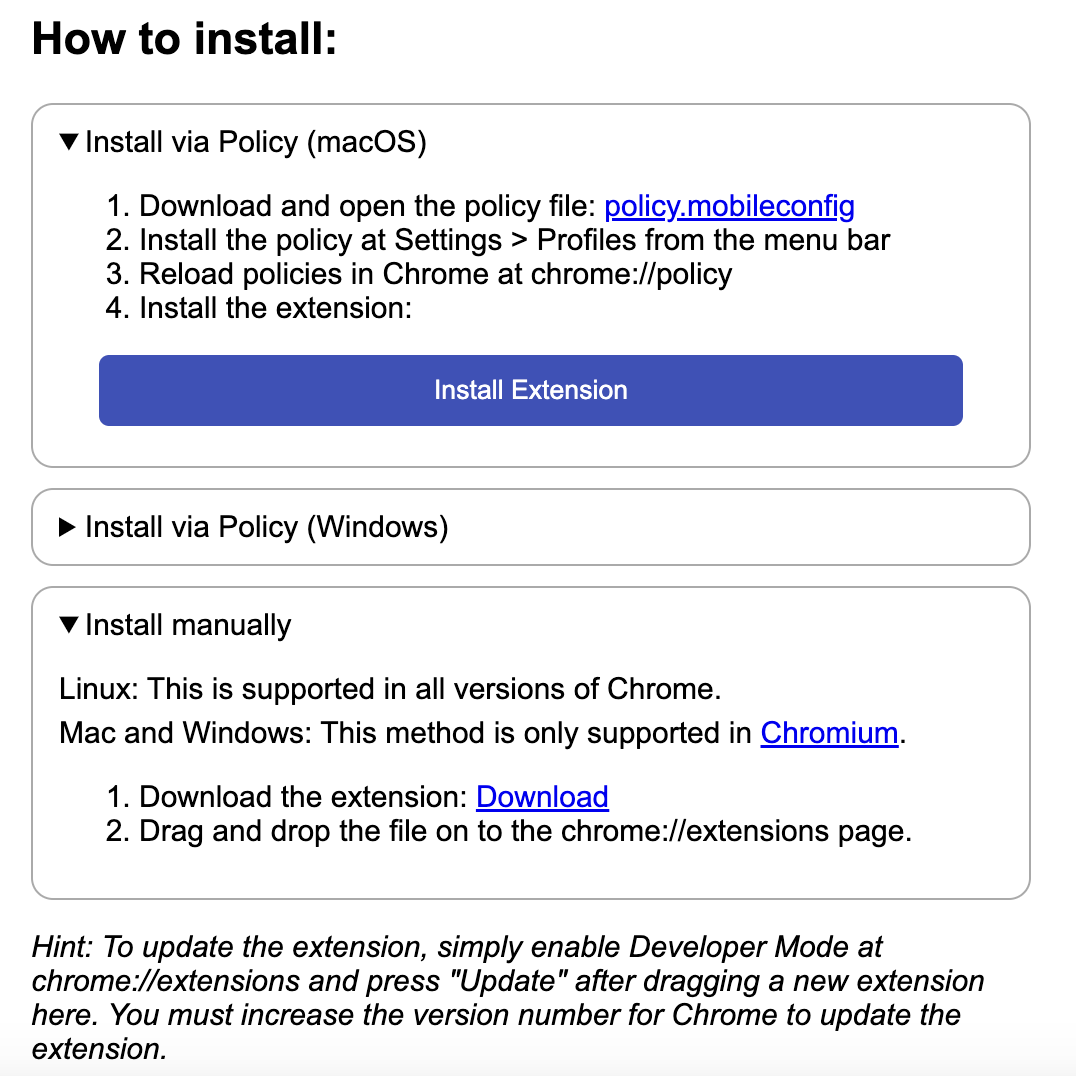 How to install:
▼ Install via Policy (macOS)
1. Download and open the policy file: policy.mobileconfig
2. Install the policy at Settings > Profiles from the menu bar
3. Reload policies in Chrome at chrome://policy
4. Install the extension:
Install Extension
▶ Install via Policy (Windows)
▼ Install manually
Linux: This is supported in all versions of Chrome.
Mac and Windows: This method is only supported in Chromium.
1. Download the extension: Download
2. Drag and drop the file on to the chrome://extensions page.
Hint: To update the extension, simply enable Developer Mode at
chrome://extensions and press "Update" after dragging a new extension
here. You must increase the version number for Chrome to update the
extension.